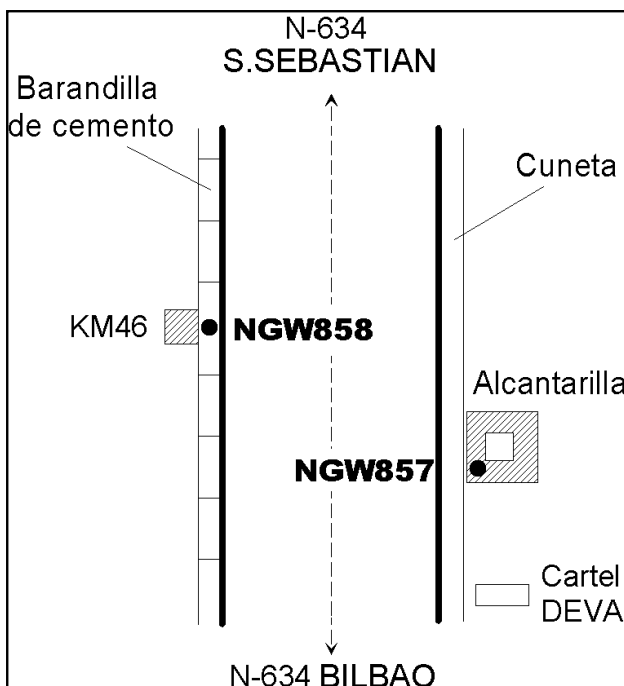 N-634
S.SEBASTIAN
Barandilla
de cemento
Cuneta
KM46
NGW858
Alcantarilla
NGW857
Cartel
DEVA
N-634 BILBAO